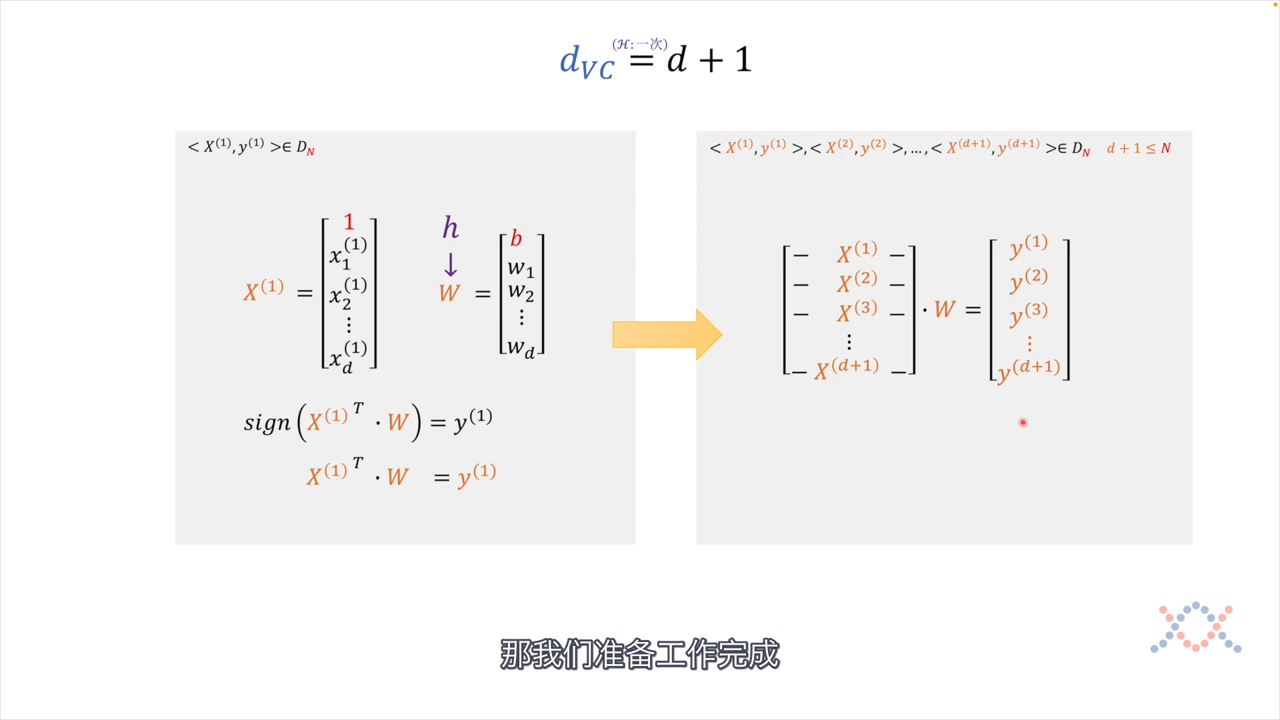 (ℋ:一次)
d_{VC} = d + 1
< X^{(1)}, y^{(1)} >∈ D_N
X^{(1)} = [1 x_1^{(1)} x_2^{(1)} ⋮ x_d^{(1)}]
h
↓
W = [b w_1 w_2 ⋮ w_d]
sign(X^{(1)T} · W) = y^{(1)}
X^{(1)T} · W = y^{(1)}
< X^{(1)}, y^{(1)} >,< X^{(2)}, y^{(2)} >,…,< X^{(d+1)}, y^{(d+1)} >∈ D_N d + 1 ≤ N
[− X^{(1)} − − X^{(2)} − − X^{(3)} − ⋮ − X^{(d+1)} −] · W = [y^{(1)} y^{(2)} y^{(3)} ⋮ y^{(d+1)}]
那我们准备工作完成